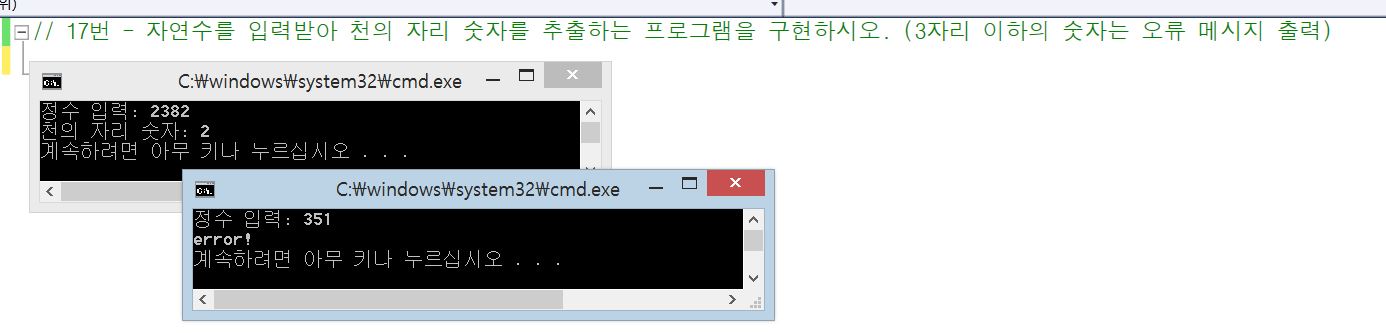 위)
// 17번 - 자연수를 입력받아 천의 자리 숫자를 추출하는 프로그램을 구현하시오. (3자리 이하의 숫자는 오류 메시지 출력)
C:\windows\system32\cmd.exe
정수 입력: 2382
천의 자리 숫자: 2
계속하려면 아무 키나 누르십시오 . . .
C:\windows\system32\cmd.exe
정수 입력: 351
error!
계속하려면 아무 키나 누르십시오 . . .